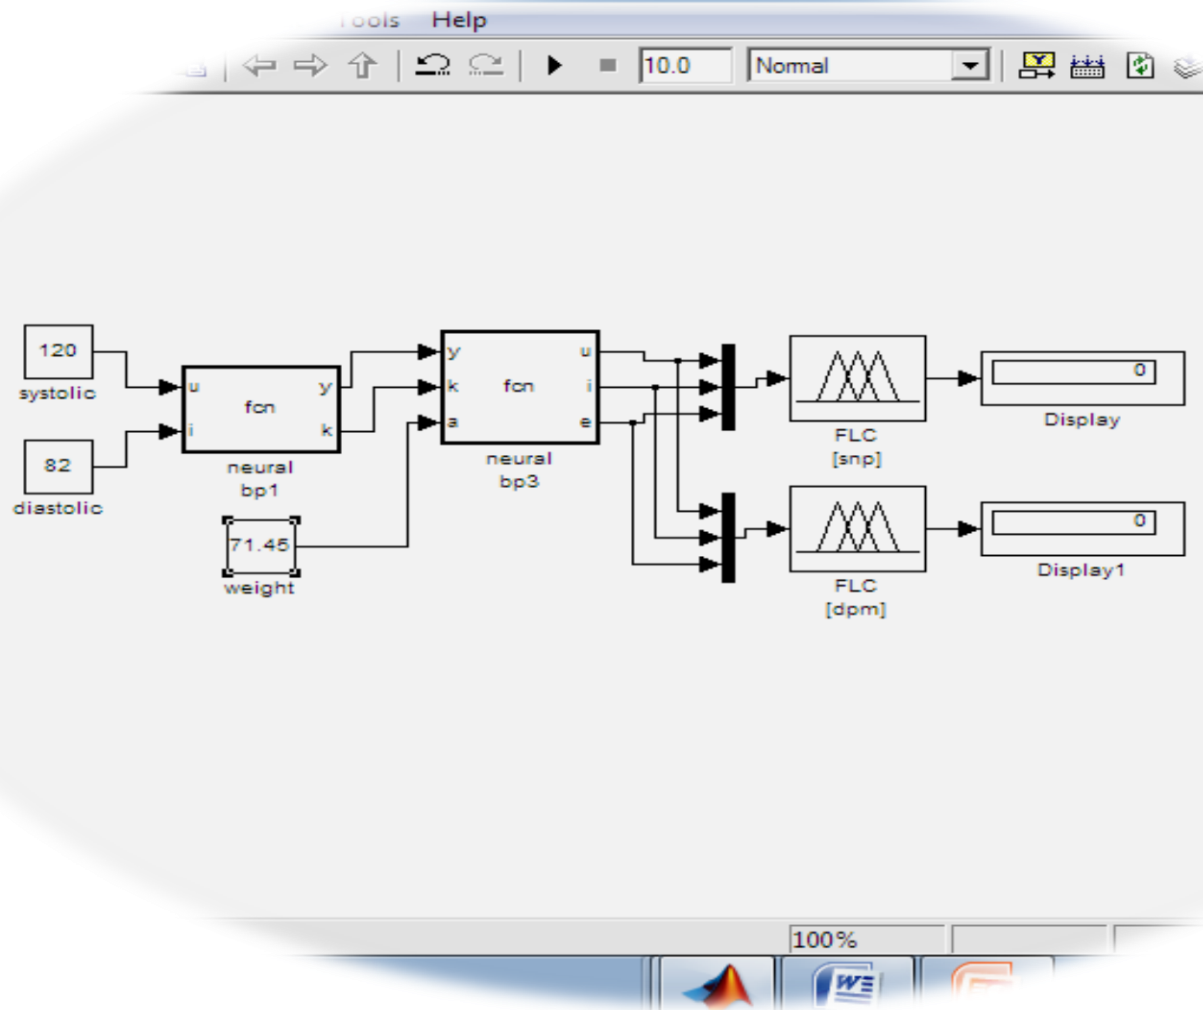 Tools Help
10.0 Normal
120
systolic
82
diastolic
u
i
fcn
y
k
neural
bp1
71.45
weight
y
k
a
fcn
u
i
e
neural
bp3
FLC
[snp]
0
Display
FLC
[dpm]
0
Display1
100%